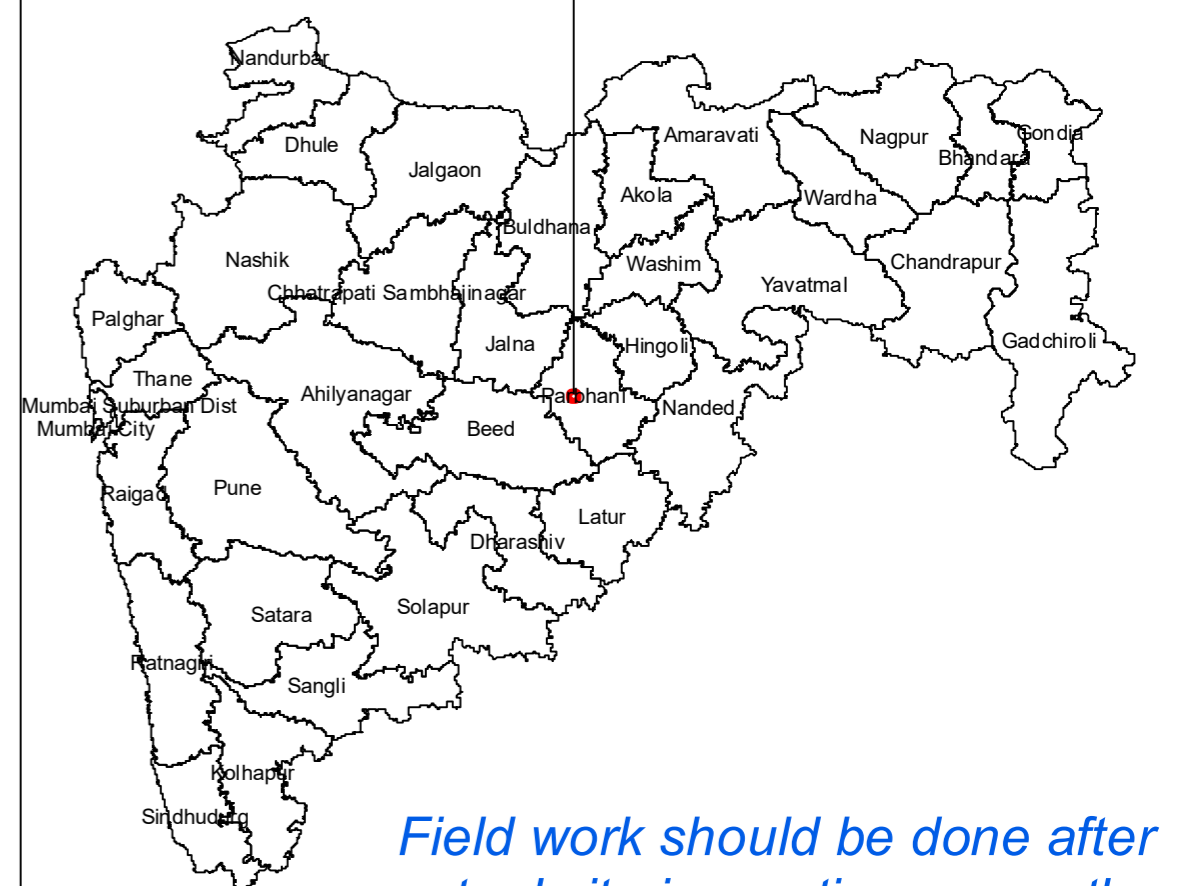 Nandurbar
Dhule
Jalgaon
Amaravati
Nagpur
Gondia
Bhandara
Akola
Wardha
Buldhana
Nashik
Washim
Chandrapur
Chhatrapati Sambhajinagar
Yavatmal
Palghar
Jalna
Hingoli
Gadchiroli
Thane
Ahilyanagar
Parbhani
Nanded
Mumbai Suburban Dist
Mumbai City
Beed
Raigad
Pune
Latur
Dharashiv
Satara
Solapur
Ratnagiri
Sangli
Kolhapur
Sindhudurg
Field work should be done after